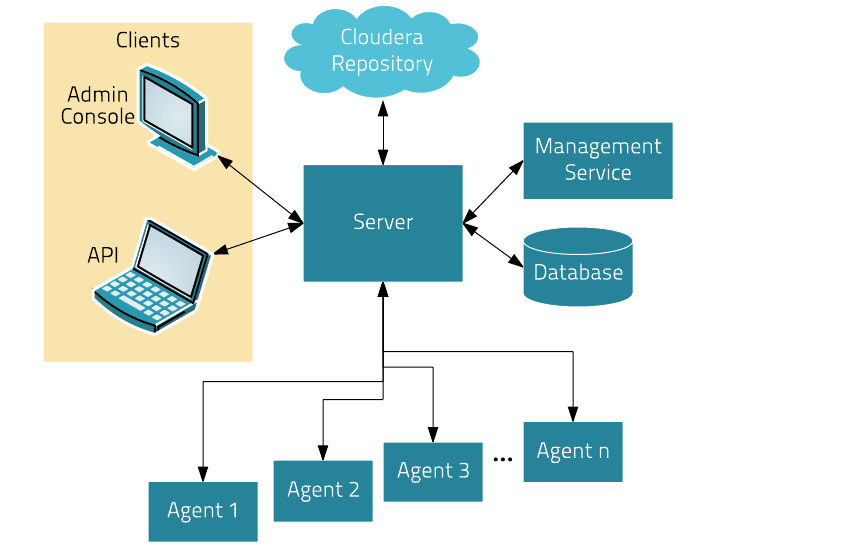 Clients
Admin
Console
API
Cloudera
Repository
Server
Management
Service
Database
Agent 1
Agent 2
Agent 3
...
Agent n